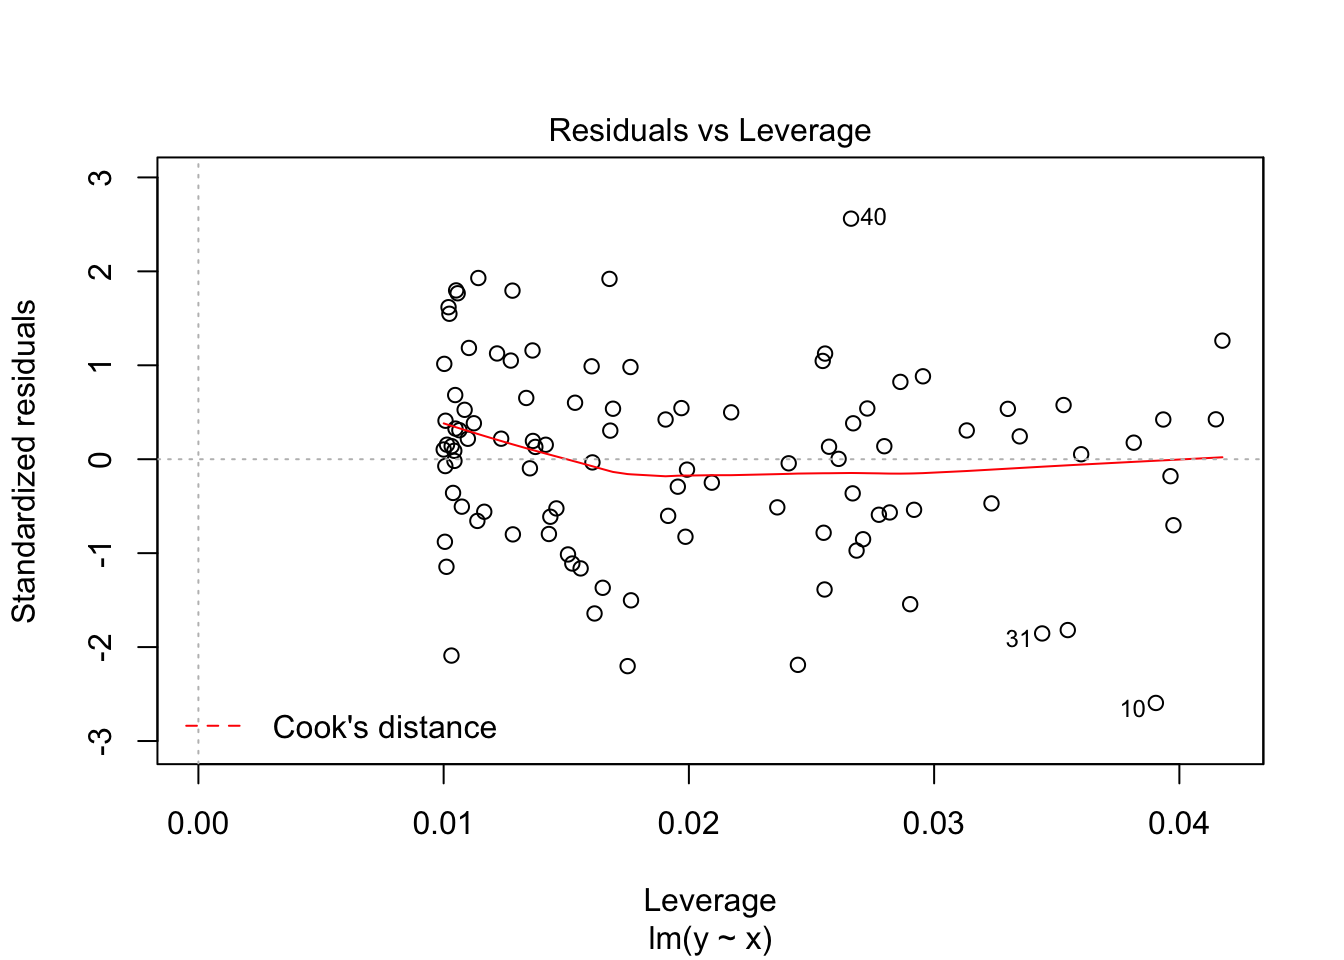 Residuals vs Leverage
Standardized residuals
3
2
1
0
-1
-2
-3
40
31
10
Cook's distance
0.00 0.01 0.02 0.03 0.04
Leverage
lm(y ~ x)